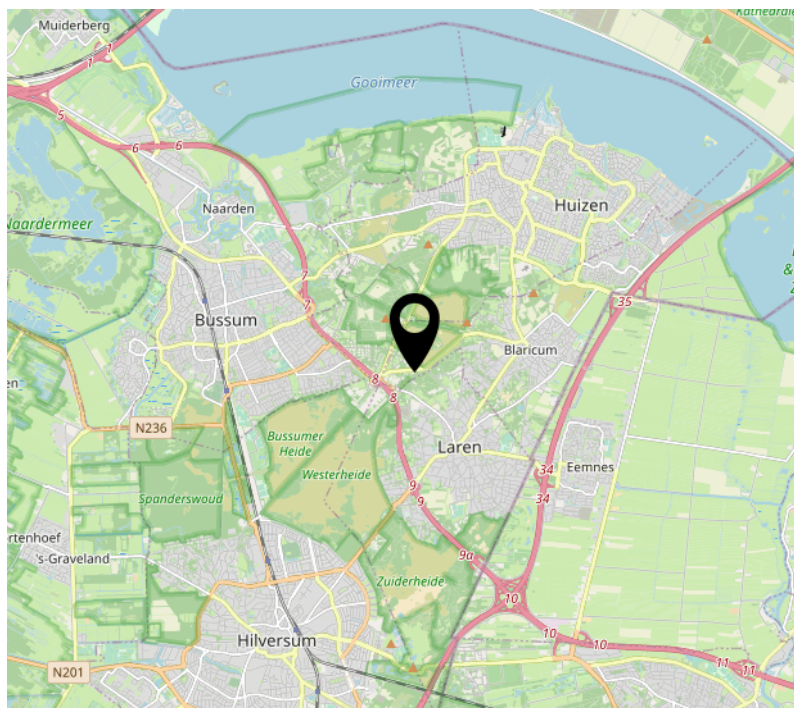 Muiderberg
1
1
Gooimeer
5
6
6
Naarden
Huizen
Naardermeer
7
7
35
Bussum
Blaricum
8
8
N236
Bussumer
Heide
Laren
Westerheide
Eemnes
34
34
Spanderswoud
9
9
's-Graveland
9a
Zuiderheide
10
Hilversum
10
10
11
11
N201